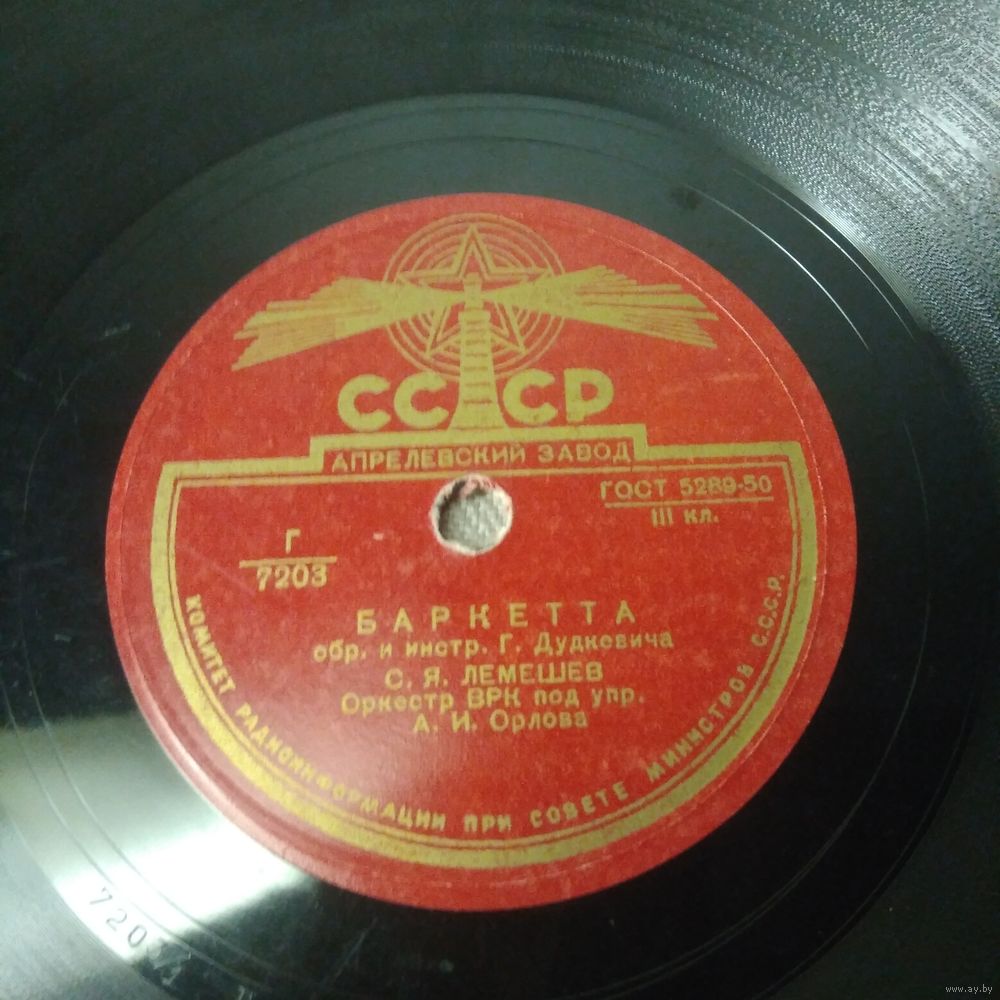 СССР
АПРЕЛЕВСКИЙ ЗАВОД
ГОСТ 5289-50
III кл.
Г
7203
БАРКЕТТА
обр. и инстр. Г. Дудкевича
С. Я. ЛЕМЕШЕВ
Оркестр ВРК под упр.
А. И. Орлова
КОМИТЕТ РАДИОИНФОРМАЦИИ ПРИ СОВЕТЕ МИНИСТРОВ С.С.С.Р.
720
www.ay.by